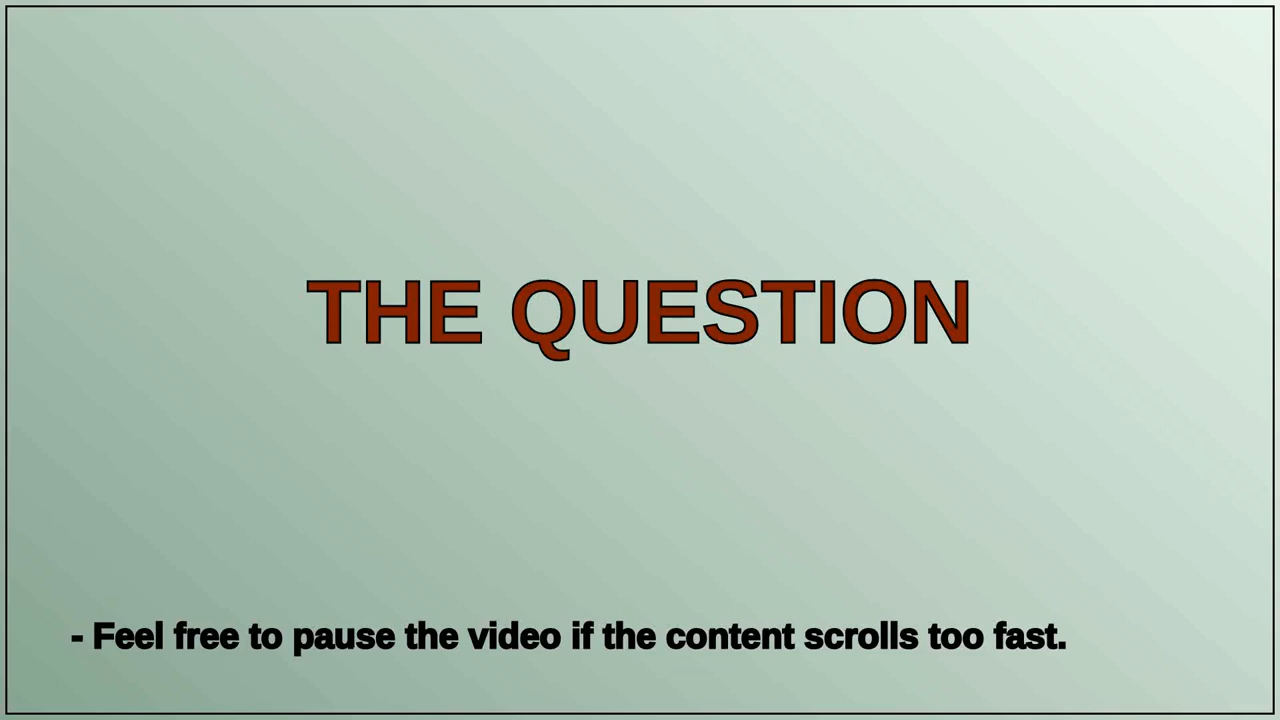 THE QUESTION
- Feel free to pause the video if the content scrolls too fast.